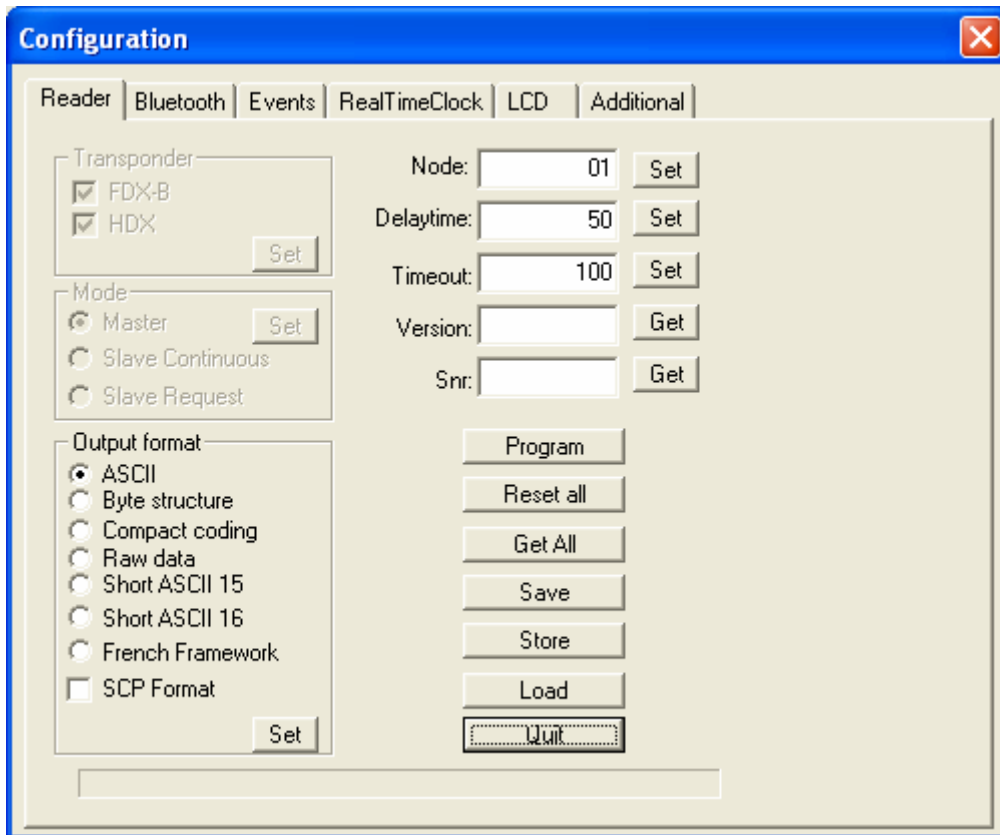 Configuration
Reader Bluetooth Events RealTimeClock LCD Additional
Transponder
FDX-B
HDX
Set
Mode
Master
Set
Slave Continuous
Slave Request
Output format
ASCII
Byte structure
Compact coding
Raw data
Short ASCII 15
Short ASCII 16
French Framework
SCP Format
Set
Node: 01 Set
Delaytime: 50 Set
Timeout: 100 Set
Version: Get
Snr: Get
Program
Reset all
Get All
Save
Store
Load
Quit